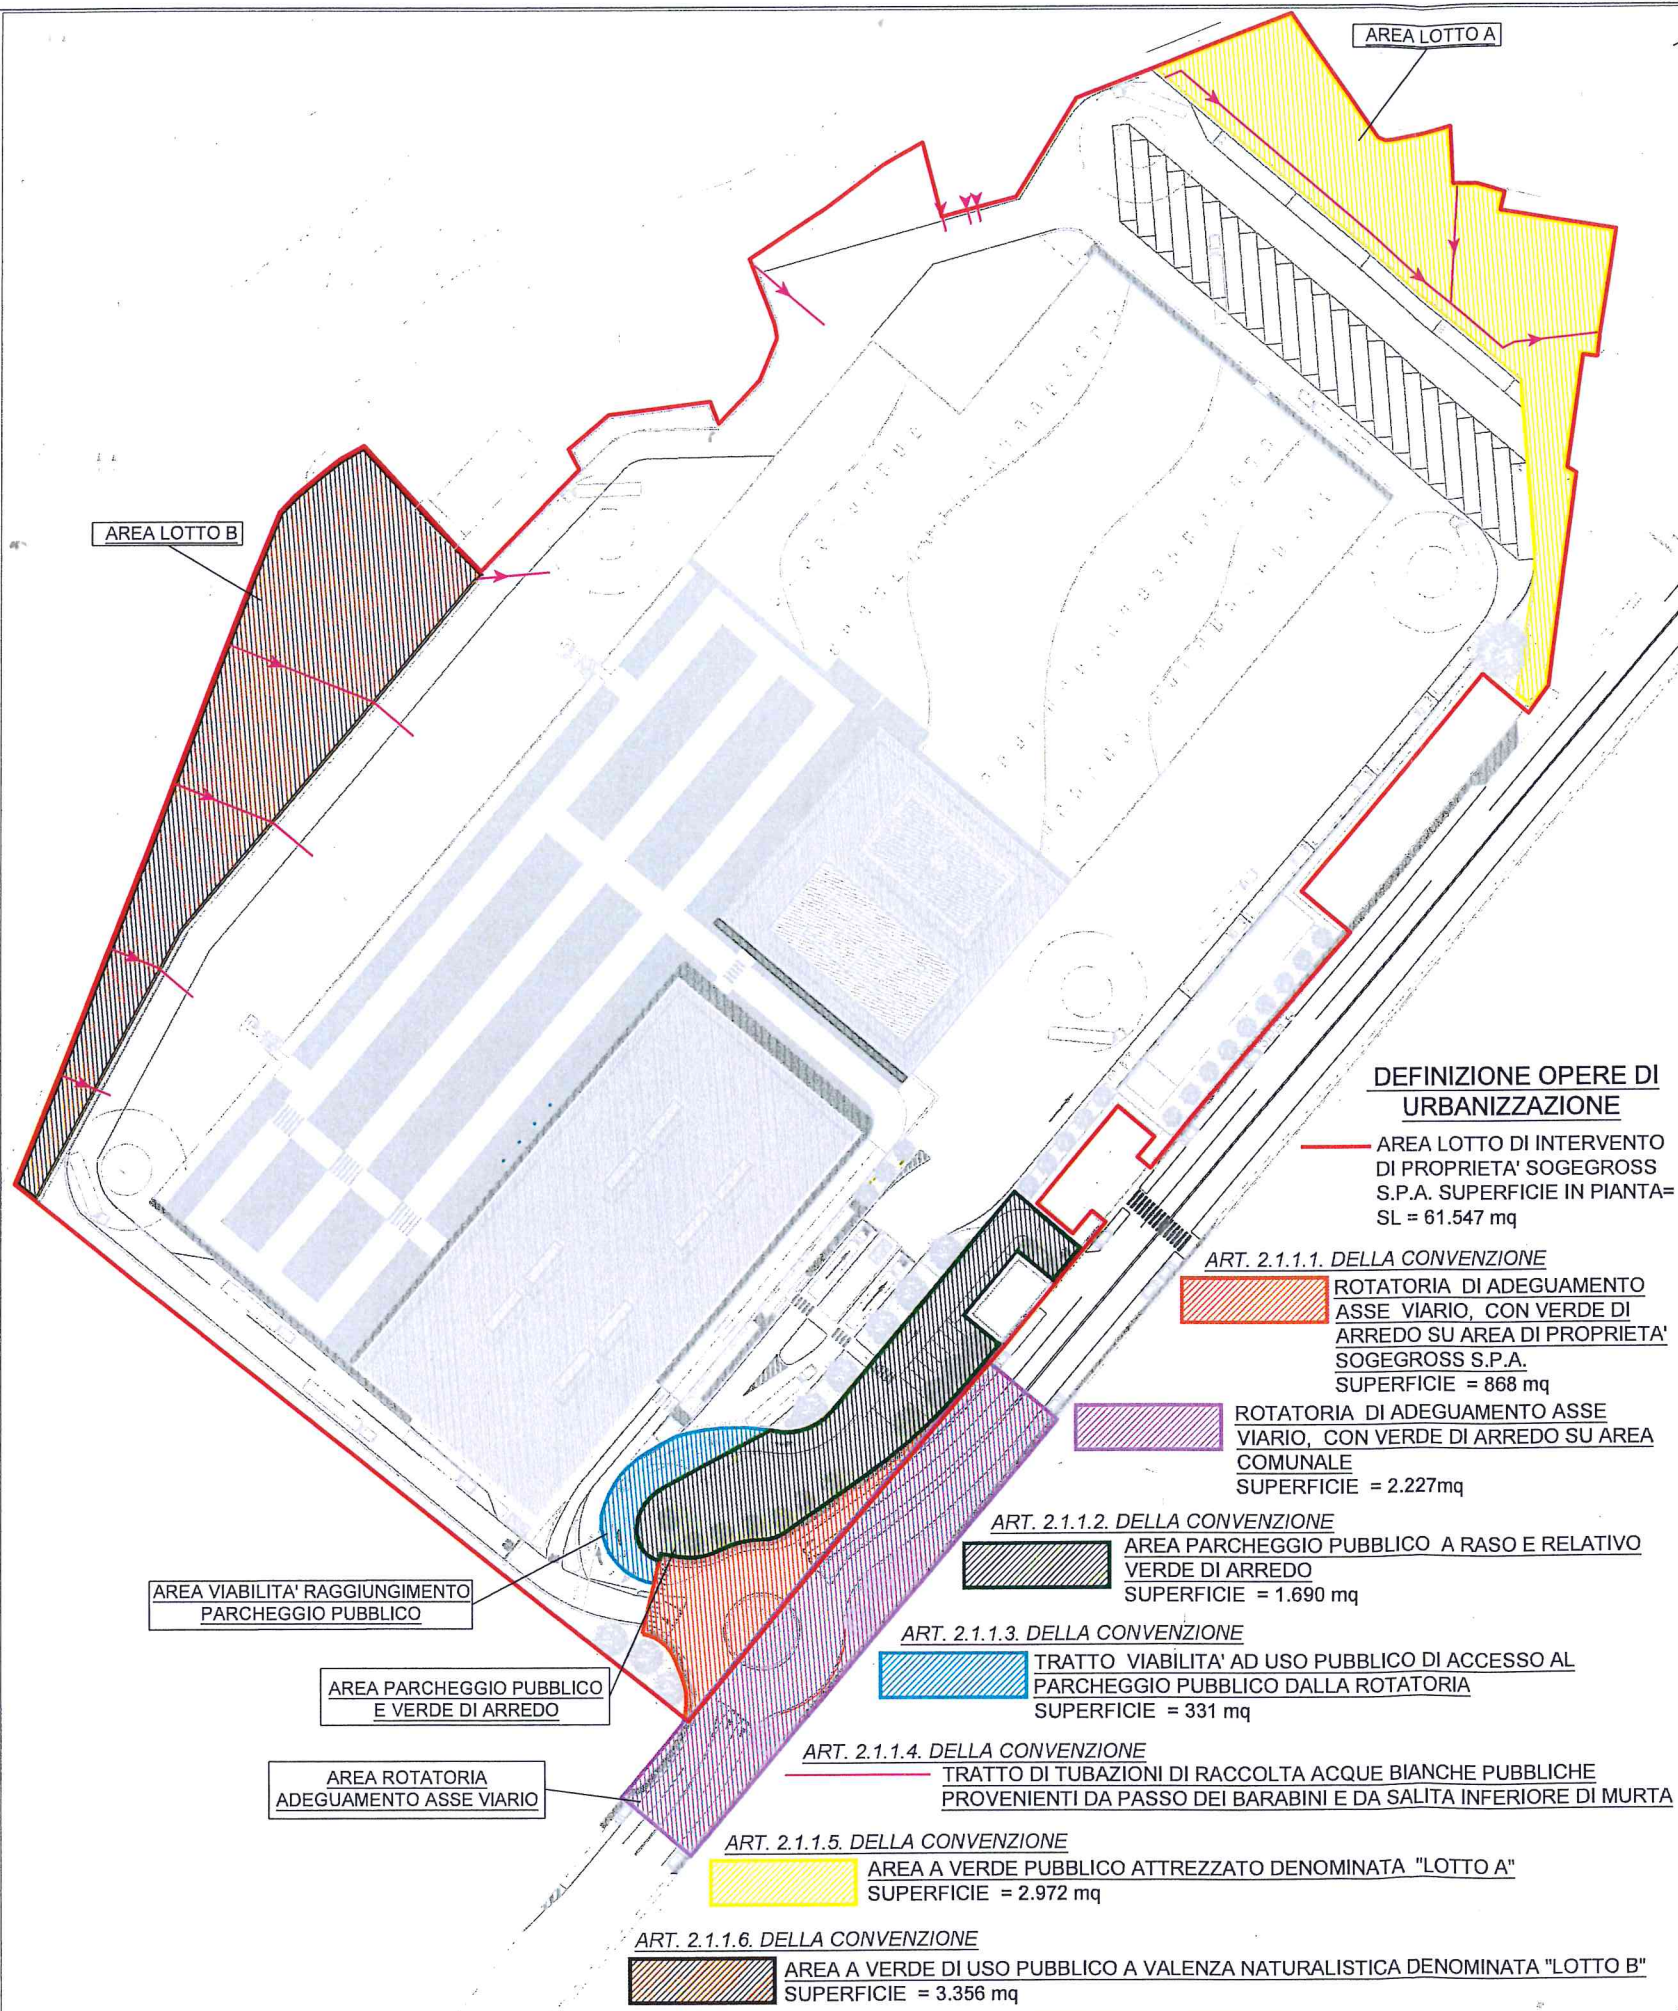 AREA LOTTO A
AREA LOTTO B
DEFINIZIONE OPERE DI
URBANIZZAZIONE
AREA LOTTO DI INTERVENTO
DI PROPRIETA' SOGEGROSS
S.P.A. SUPERFICIE IN PIANTA=
SL = 61.547 mq
ART. 2.1.1.1. DELLA CONVENZIONE
ROTATORIA DI ADEGUAMENTO
ASSE VIARIO, CON VERDE DI
ARREDO SU AREA DI PROPRIETA'
SOGEGROSS S.P.A.
SUPERFICIE = 868 mq
ROTATORIA DI ADEGUAMENTO ASSE
VIARIO, CON VERDE DI ARREDO SU AREA
COMUNALE
SUPERFICIE = 2.227mq
ART. 2.1.1.2. DELLA CONVENZIONE
AREA PARCHEGGIO PUBBLICO A RASO E RELATIVO
VERDE DI ARREDO
SUPERFICIE = 1.690 mq
AREA VIABILITA' RAGGIUNGIMENTO
PARCHEGGIO PUBBLICO
ART. 2.1.1.3. DELLA CONVENZIONE
TRATTO VIABILITA' AD USO PUBBLICO DI ACCESSO AL
PARCHEGGIO PUBBLICO DALLA ROTATORIA
SUPERFICIE = 331 mq
AREA PARCHEGGIO PUBBLICO
E VERDE DI ARREDO
ART. 2.1.1.4. DELLA CONVENZIONE
TRATTO DI TUBAZIONI DI RACCOLTA ACQUE BIANCHE PUBBLICHE
PROVENIENTI DA PASSO DEI BARABINI E DA SALITA INFERIORE DI MURTA
AREA ROTATORIA
ADEGUAMENTO ASSE VIARIO
ART. 2.1.1.5. DELLA CONVENZIONE
AREA A VERDE PUBBLICO ATTREZZATO DENOMINATA "LOTTO A"
SUPERFICIE = 2.972 mq
ART. 2.1.1.6. DELLA CONVENZIONE
AREA A VERDE DI USO PUBBLICO A VALENZA NATURALISTICA DENOMINATA "LOTTO B"
SUPERFICIE = 3.356 mq